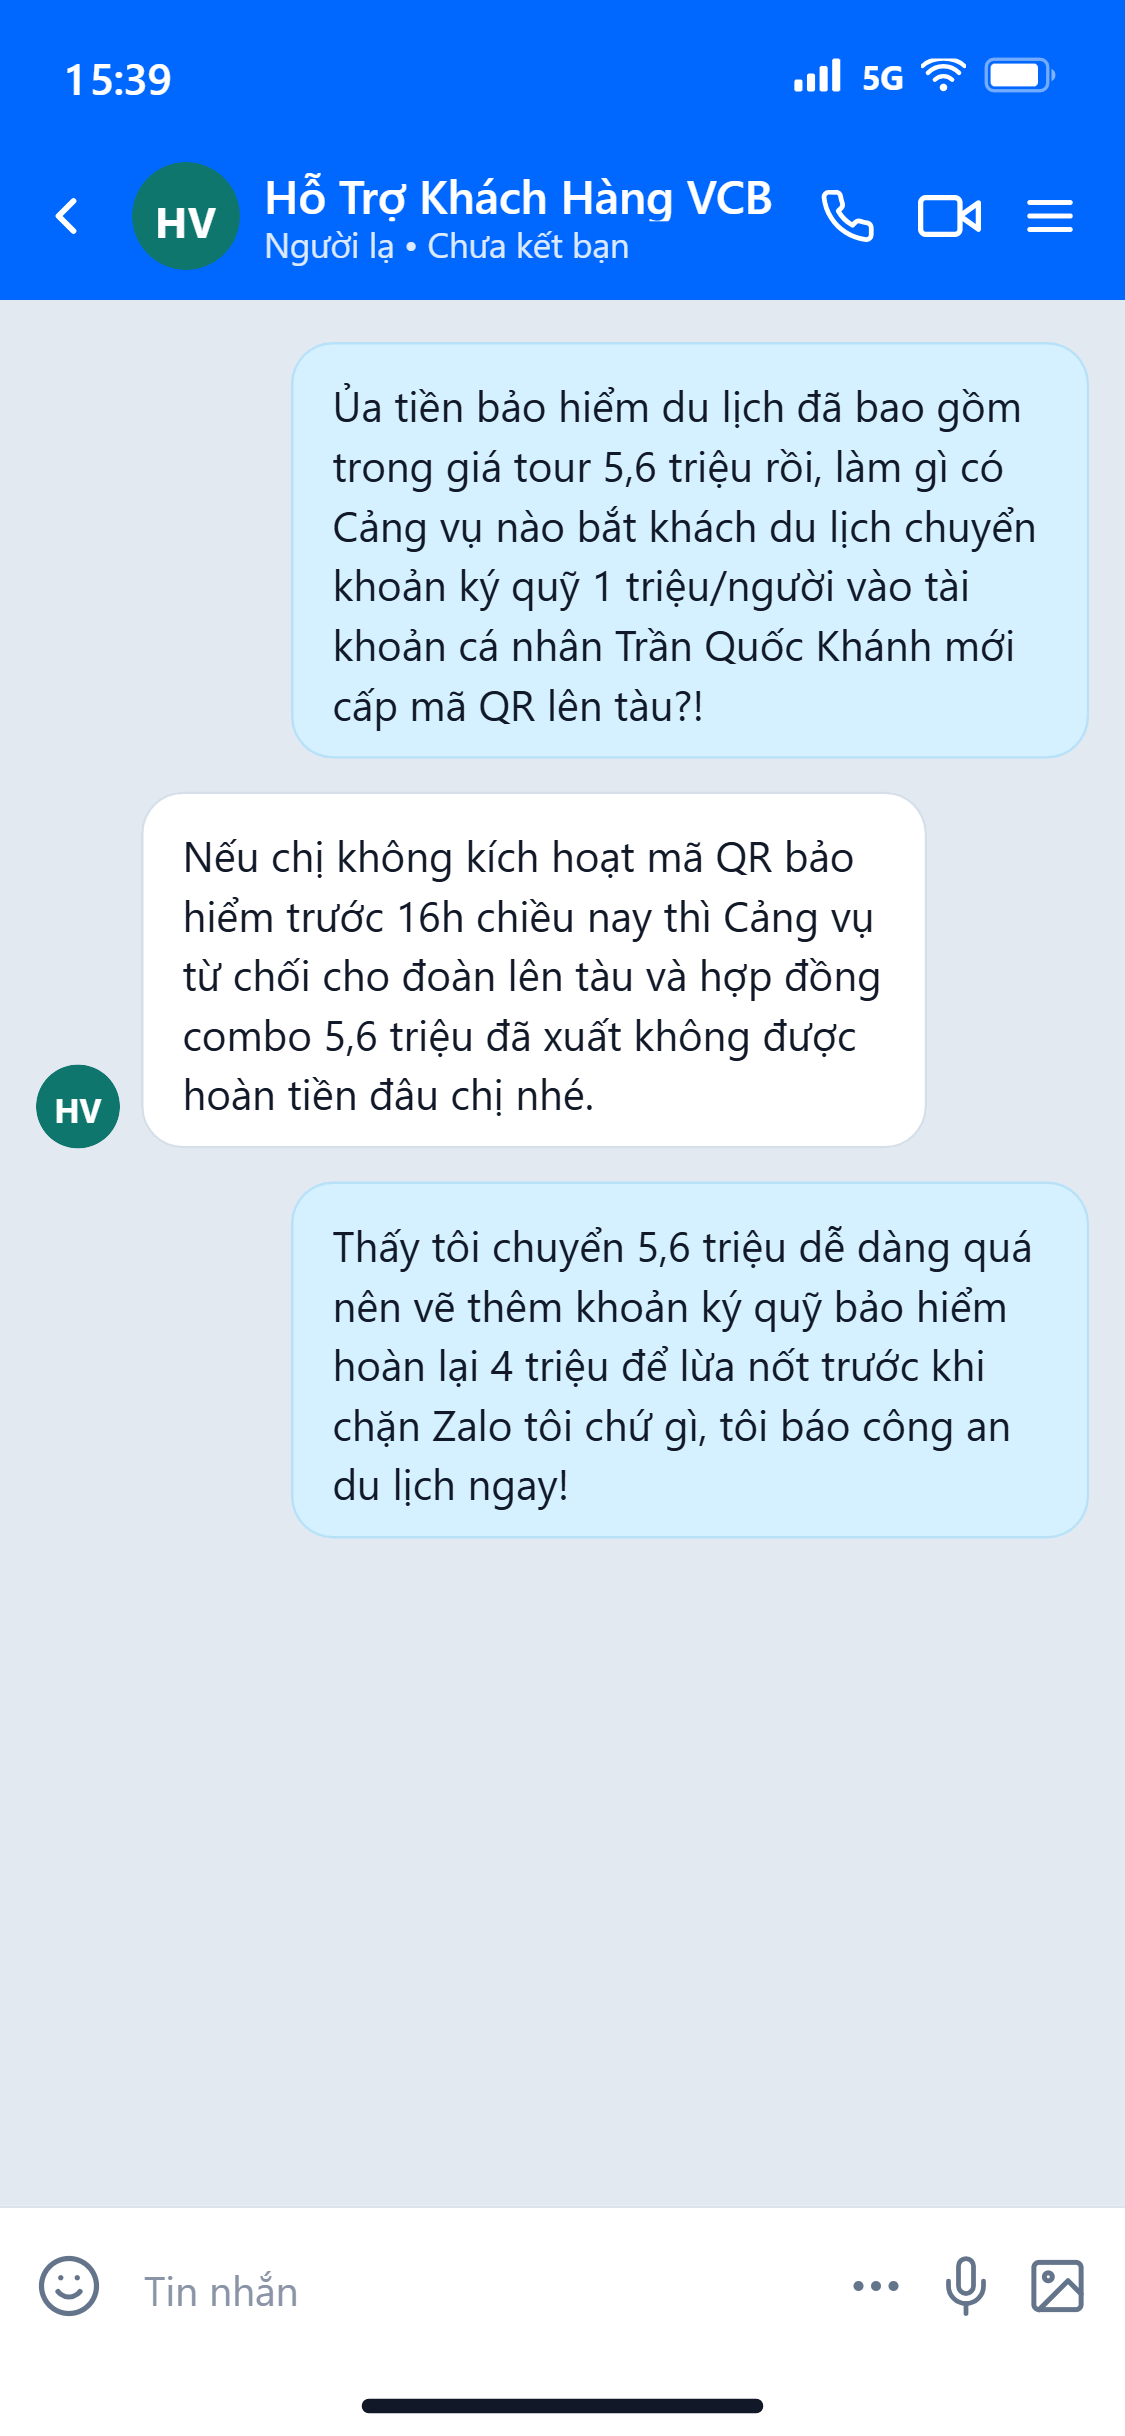 15:39
5G
HV
Hỗ Trợ Khách Hàng VCB
Người lạ • Chưa kết bạn
Ủa tiền bảo hiểm du lịch đã bao gồm
trong giá tour 5,6 triệu rồi, làm gì có
Cảng vụ nào bắt khách du lịch chuyển
khoản ký quỹ 1 triệu/người vào tài
khoản cá nhân Trần Quốc Khánh mới
cấp mã QR lên tàu?!
Nếu chị không kích hoạt mã QR bảo
hiểm trước 16h chiều nay thì Cảng vụ
từ chối cho đoàn lên tàu và hợp đồng
combo 5,6 triệu đã xuất không được
hoàn tiền đâu chị nhé.
HV
Thấy tôi chuyển 5,6 triệu dễ dàng quá
nên vẽ thêm khoản ký quỹ bảo hiểm
hoàn lại 4 triệu để lừa nốt trước khi
chặn Zalo tôi chứ gì, tôi báo công an
du lịch ngay!
Tin nhắn